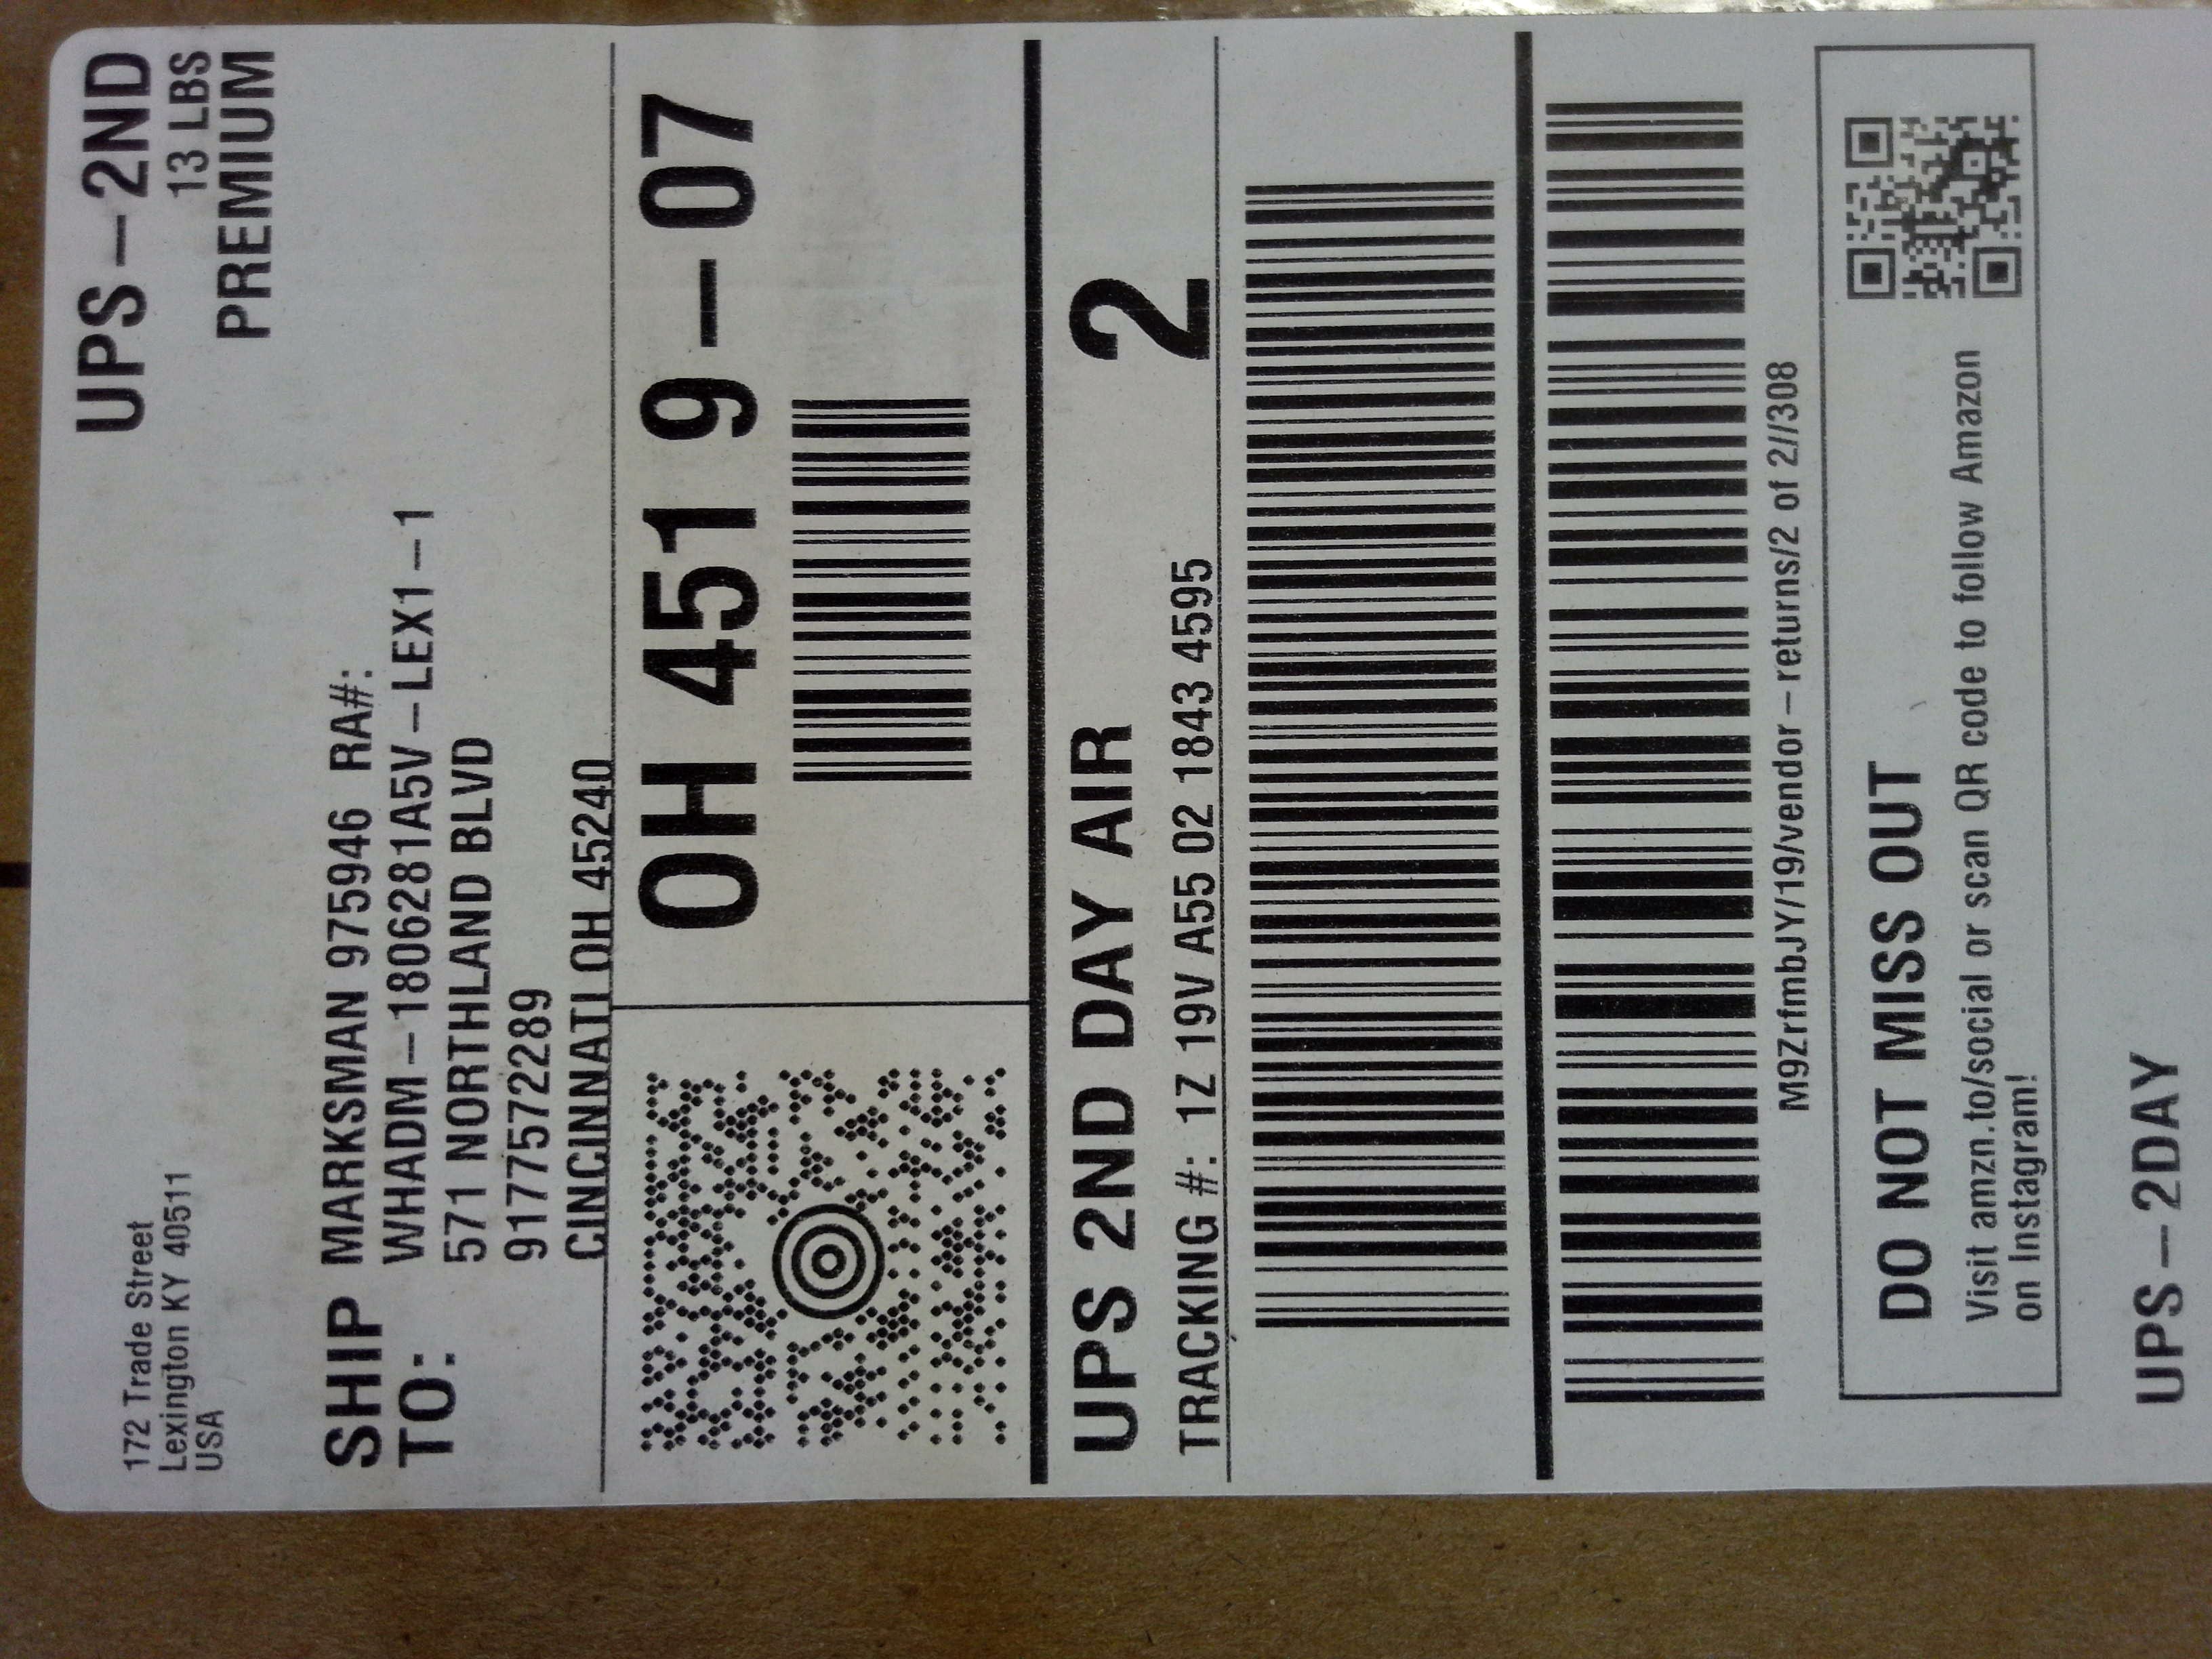 172 Trade Street
Lexington KY 40511
USA
UPS-2ND
13 LBS
PREMIUM
SHIP TO:
MARKSMAN 975946 RA#:
WHADM-1806281A5V-LEX1-1
571 NORTHLAND BLVD
9177572289
CINCINNATI OH 45240
OH 451 9-07
UPS 2ND DAY AIR 2
TRACKING #: 1Z 19V A55 02 1843 4595
M9ZrfmbJY/19/vendor-returns/2 of 2//308
DO NOT MISS OUT
Visit amzn.to/social or scan QR code to follow Amazon
on Instagram!
UPS-2DAY